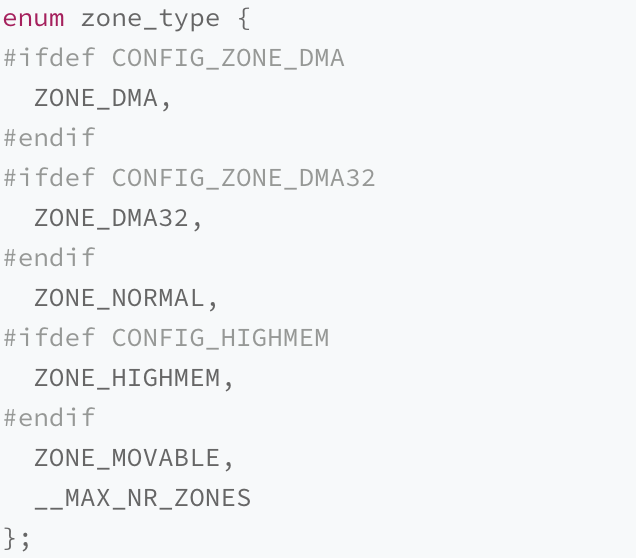 enum zone_type {
#ifdef CONFIG_ZONE_DMA
  ZONE_DMA,
#endif
#ifdef CONFIG_ZONE_DMA32
  ZONE_DMA32,
#endif
  ZONE_NORMAL,
#ifdef CONFIG_HIGHMEM
  ZONE_HIGHMEM,
#endif
  ZONE_MOVABLE,
  __MAX_NR_ZONES
};